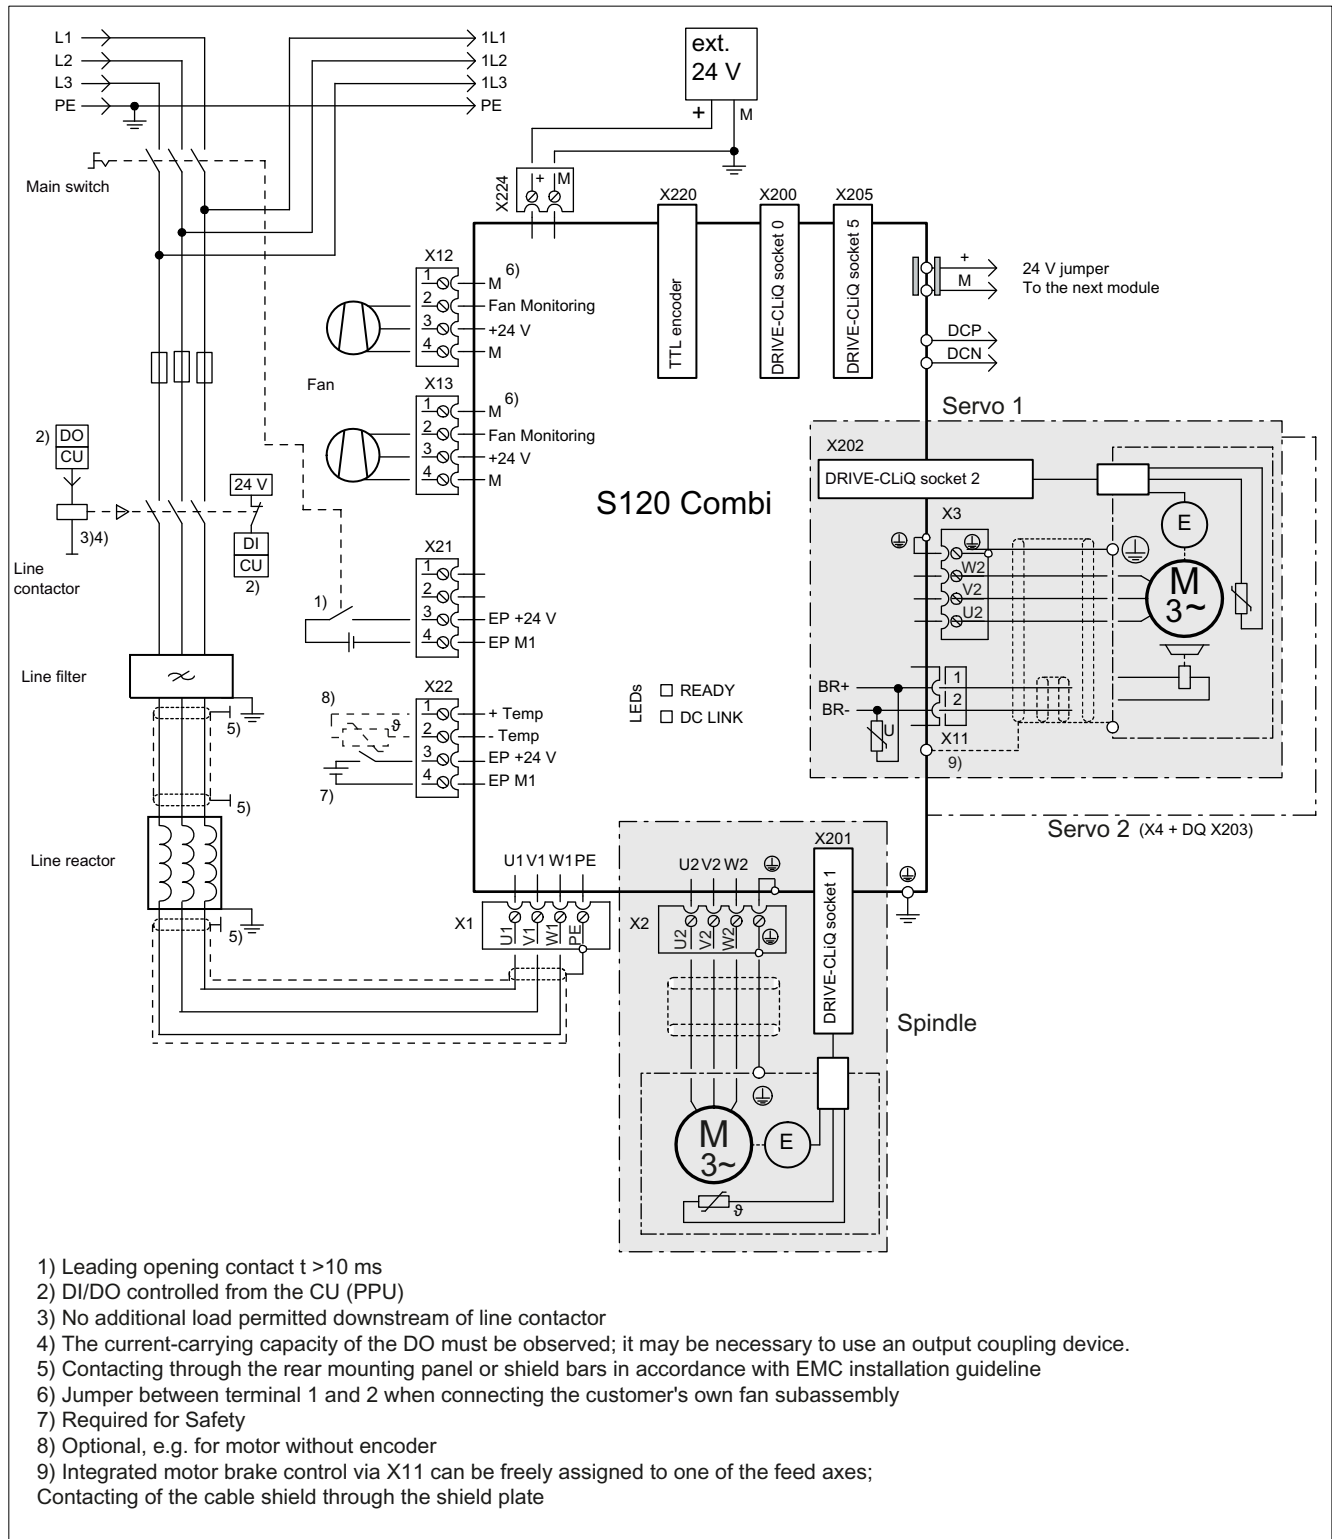 L1
1L1
L2
1L2
L3
1L3
PE
PE
ext.
24 V
+
M
Main switch
X224
+
M
X220
X200
X205
TTL encoder
DRIVE-CLiQ socket 0
DRIVE-CLiQ socket 5
+
M
24 V jumper
To the next module
DCP
DCN
X12
1
M 6)
2
Fan Monitoring
3
+24 V
4
M
Fan
X13
1
M 6)
2
Fan Monitoring
3
+24 V
4
M
2)
DO
CU
24 V
3)4)
DI
CU
2)
Line
contactor
S120 Combi
X21
1
2
1)
3
EP +24 V
4
EP M1
Line filter
5)
X22
8)
1
+ Temp
ϑ
2
- Temp
3
EP +24 V
4
EP M1
7)
5)
LEDs
READY
DC LINK
Servo 1
X202
DRIVE-CLiQ socket 2
X3
W2
V2
U2
E
M
3~
BR+
1
BR-
2
U
X11
9)
Servo 2 (X4 + DQ X203)
Line reactor
5)
U1 V1 W1 PE
X1
U1
V1
W1
PE
U2 V2 W2
X2
U2
V2
W2
X201
DRIVE-CLiQ socket 1
Spindle
M
3~
E
ϑ
1) Leading opening contact t >10 ms
2) DI/DO controlled from the CU (PPU)
3) No additional load permitted downstream of line contactor
4) The current-carrying capacity of the DO must be observed; it may be necessary to use an output coupling device.
5) Contacting through the rear mounting panel or shield bars in accordance with EMC installation guideline
6) Jumper between terminal 1 and 2 when connecting the customer's own fan subassembly
7) Required for Safety
8) Optional, e.g. for motor without encoder
9) Integrated motor brake control via X11 can be freely assigned to one of the feed axes;
Contacting of the cable shield through the shield plate